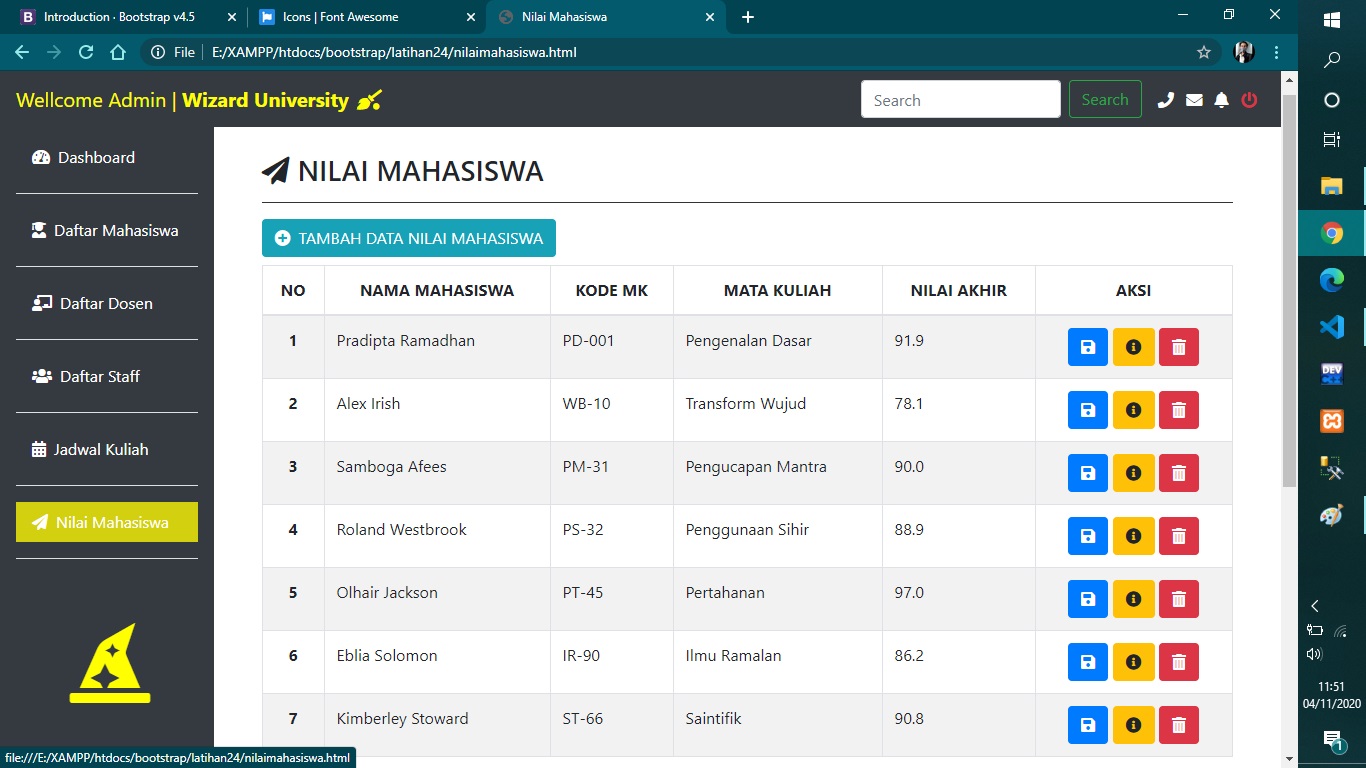 Introduction · Bootstrap v4.5
Icons | Font Awesome
Nilai Mahasiswa
File
E:/XAMPP/htdocs/bootstrap/latihan24/nilaimahasiswa.html
Wellcome Admin | Wizard University
Search
Search
Dashboard
Daftar Mahasiswa
Daftar Dosen
Daftar Staff
Jadwal Kuliah
Nilai Mahasiswa
NILAI MAHASISWA
TAMBAH DATA NILAI MAHASISWA
NO NAMA MAHASISWA KODE MK MATA KULIAH NILAI AKHIR AKSI
1 Pradipta Ramadhan PD-001 Pengenalan Dasar 91.9
2 Alex Irish WB-10 Transform Wujud 78.1
3 Samboga Afees PM-31 Pengucapan Mantra 90.0
4 Roland Westbrook PS-32 Penggunaan Sihir 88.9
5 Olhair Jackson PT-45 Pertahanan 97.0
6 Eblia Solomon IR-90 Ilmu Ramalan 86.2
7 Kimberley Stoward ST-66 Saintifik 90.8
file:///E:/XAMPP/htdocs/bootstrap/latihan24/nilaimahasiswa.html
DEV
11:51
04/11/2020
1